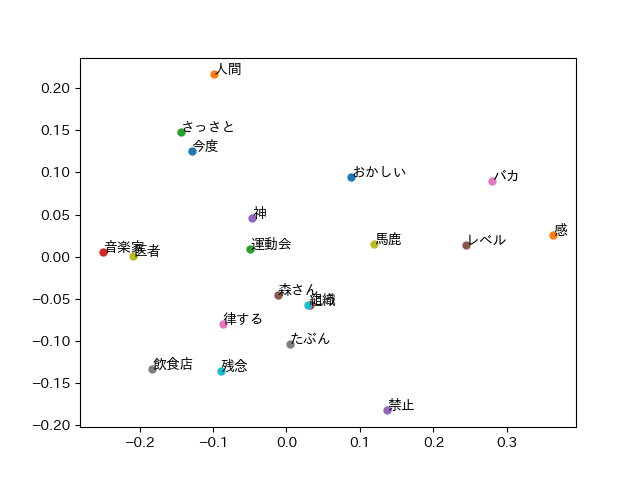 人間
さっさと
今度
おかしい
バカ
神
感
音楽家
医者
運動会
馬鹿
レベル
森さん
組織
律する
たぶん
飲食店
残念
禁止
0.20
0.15
0.10
0.05
0.00
−0.05
−0.10
−0.15
−0.20
−0.2
−0.1
0.0
0.1
0.2
0.3